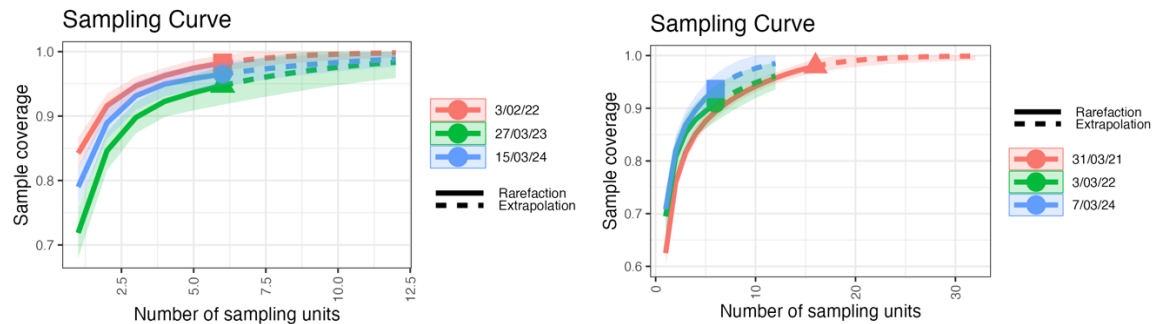 Sampling Curve
Sample coverage
1.0
0.9
0.8
0.7
2.5
5.0
7.5
10.0
12.5
Number of sampling units
3/02/22
27/03/23
15/03/24
Rarefaction
Extrapolation
Sampling Curve
Sample coverage
1.0
0.9
0.8
0.7
0.6
0
10
20
30
Number of sampling units
Rarefaction
Extrapolation
31/03/21
3/03/22
7/03/24